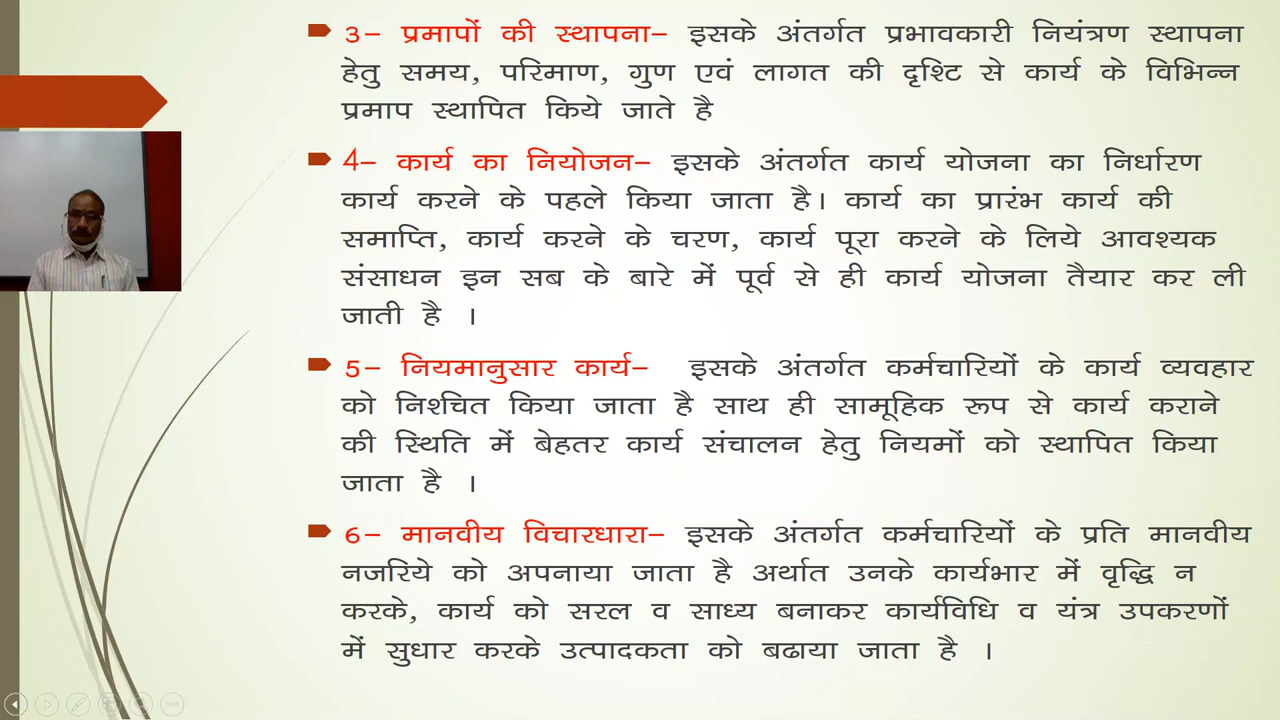 3– प्रमापों की स्थापना– इसके अंतर्गत प्रभावकारी नियंत्रण स्थापना
हेतु समय, परिमाण, गुण एवं लागत की दृश्टि से कार्य के विभिन्न
प्रमाप स्थापित किये जाते है
4– कार्य का नियोजन– इसके अंतर्गत कार्य योजना का निर्धारण
कार्य करने के पहले किया जाता है। कार्य का प्रारंभ कार्य की
समाप्ति, कार्य करने के चरण, कार्य पूरा करने के लिये आवश्यक
संसाधन इन सब के बारे में पूर्व से ही कार्य योजना तैयार कर ली
जाती है ।
5– नियमानुसार कार्य– इसके अंतर्गत कर्मचारियों के कार्य व्यवहार
को निश्चित किया जाता है साथ ही सामूहिक रूप से कार्य कराने
की स्थिति में बेहतर कार्य संचालन हेतु नियमों को स्थापित किया
जाता है ।
6– मानवीय विचारधारा– इसके अंतर्गत कर्मचारियों के प्रति मानवीय
नजरिये को अपनाया जाता है अर्थात उनके कार्यभार में वृद्धि न
करके, कार्य को सरल व साध्य बनाकर कार्यविधि व यंत्र उपकरणों
में सुधार करके उत्पादकता को बढाया जाता है ।